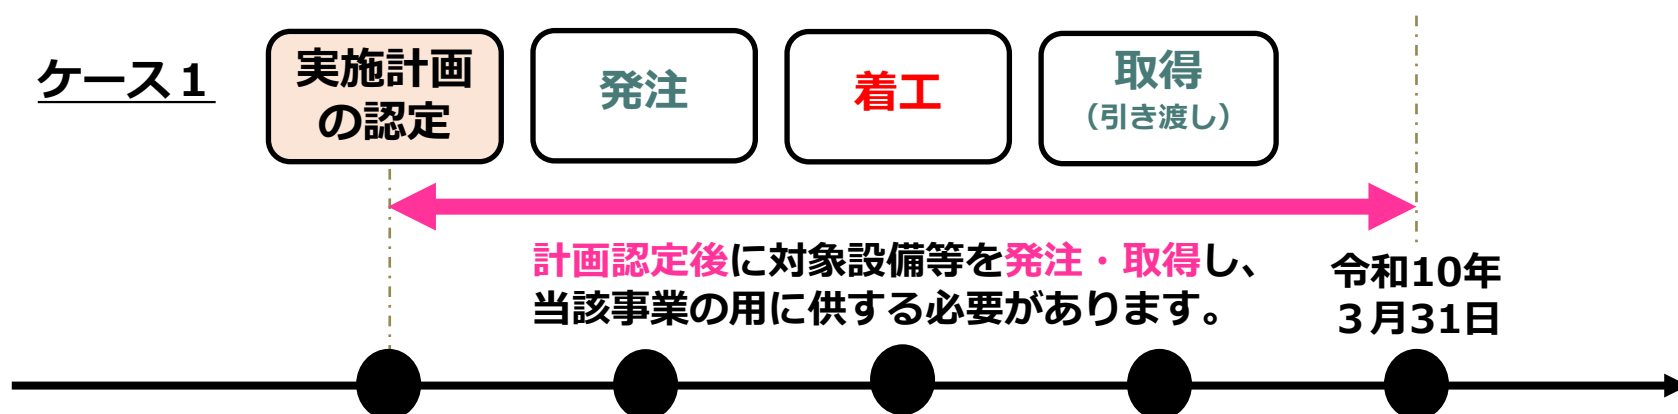 ケース１
実施計画
の認定
発注
着工
取得
（引き渡し）
計画認定後に対象設備等を発注・取得し、
当該事業の用に供する必要があります。
令和10年
３月31日